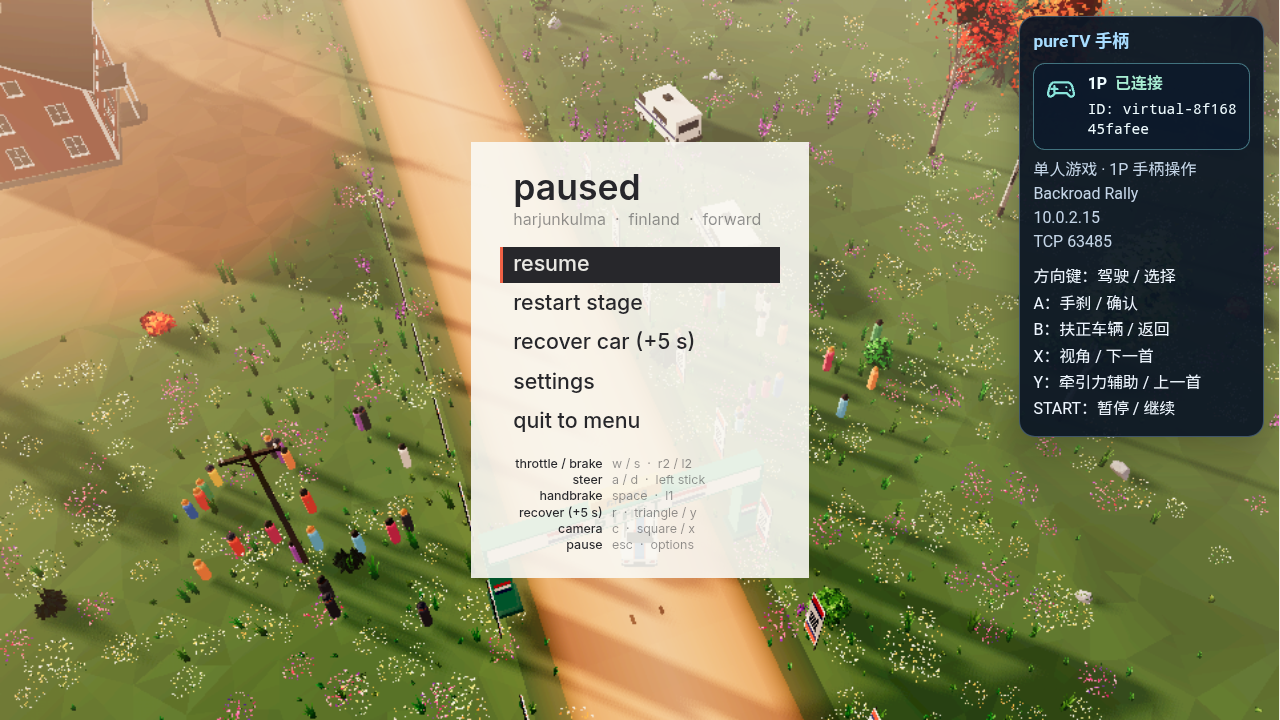 paused
harjunkulma · finland · forward
resume
restart stage
recover car (+5 s)
settings
quit to menu
throttle / brake w / s · r2 / l2
steer a / d · left stick
handbrake space · l1
recover (+5 s) r · triangle / y
camera c · square / x
pause esc · options
pureTV 手柄
1P 已连接
ID: virtual-8f168
45fafee
单人游戏 · 1P 手柄操作
Backroad Rally
10.0.2.15
TCP 63485
方向键：驾驶 / 选择
A：手刹 / 确认
B：扶正车辆 / 返回
X：视角 / 下一首
Y：牵引力辅助 / 上一首
START：暂停 / 继续